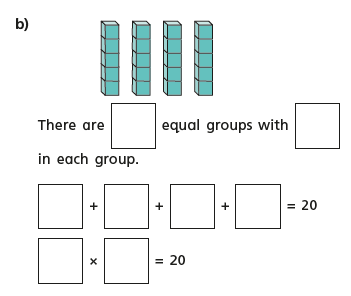 b)
There are equal groups with
in each group.
+ + + = 20
× = 20